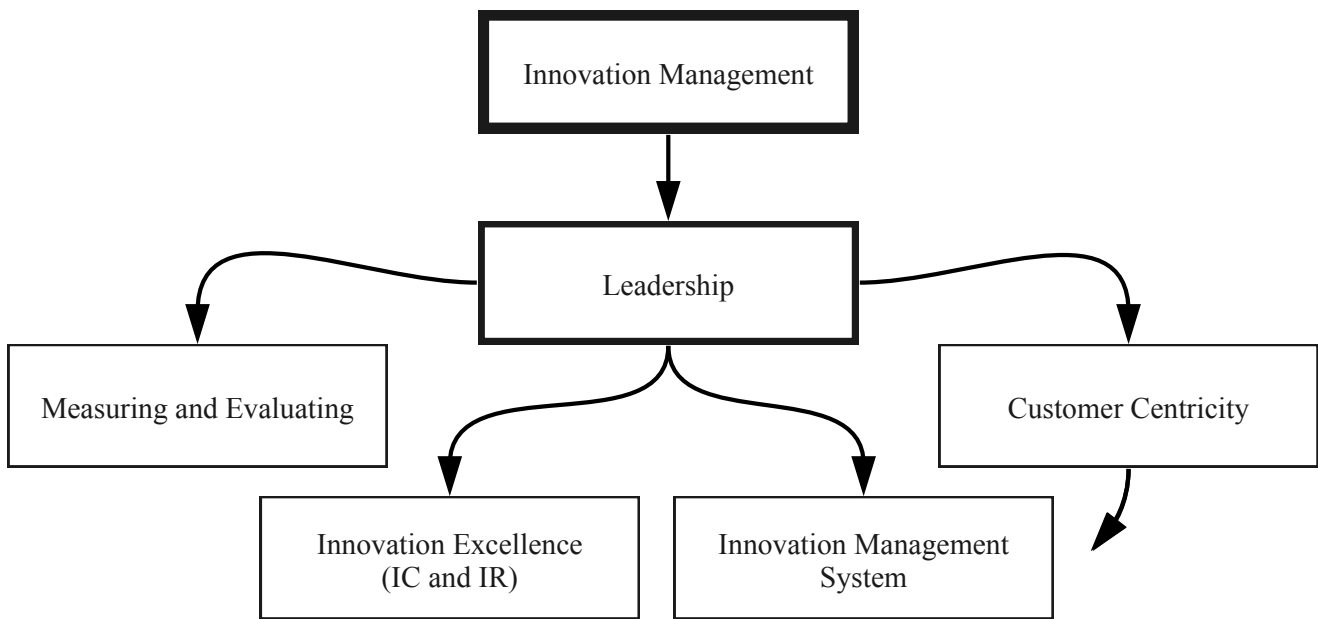 Innovation Management
Leadership
Measuring and Evaluating
Customer Centricity
Innovation Excellence
(IC and IR)
Innovation Management
System